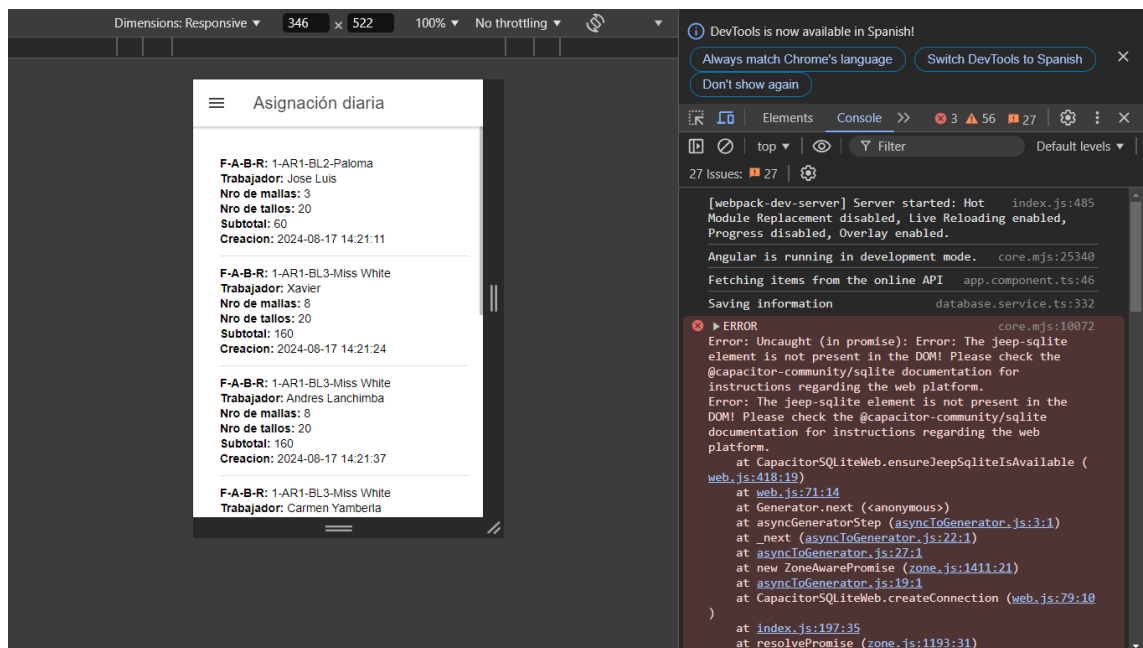 Dimensions: Responsive ▼ 346 × 522 100% ▼ No throttling ▼ ▼
Asignación diaria
F-A-B-R: 1-AR1-BL2-Paloma
Trabajador: Jose Luis
Nro de mallas: 3
Nro de tallos: 20
Subtotal: 60
Creacion: 2024-08-17 14:21:11
F-A-B-R: 1-AR1-BL3-Miss White
Trabajador: Xavier
Nro de mallas: 8
Nro de tallos: 20
Subtotal: 160
Creacion: 2024-08-17 14:21:24
F-A-B-R: 1-AR1-BL3-Miss White
Trabajador: Andres Lanchimba
Nro de mallas: 8
Nro de tallos: 20
Subtotal: 160
Creacion: 2024-08-17 14:21:37
F-A-B-R: 1-AR1-BL3-Miss White
Trabajador: Carmen Yamberla
DevTools is now available in Spanish!
Always match Chrome's language Switch DevTools to Spanish
Don't show again
Elements Console 3 56 27
top ▼ Filter Default levels ▼
27 Issues: 27
[webpack-dev-server] Server started: Hot index.js:485
Module Replacement disabled, Live Reloading enabled,
Progress disabled, Overlay enabled.
Angular is running in development mode. core.mjs:25340
Fetching items from the online API app.component.ts:46
Saving information database.service.ts:332
▶ERROR core.mjs:10072
Error: Uncaught (in promise): Error: The jeep-sqlite
element is not present in the DOM! Please check the
@capacitor-community/sqlite documentation for
instructions regarding the web platform.
Error: The jeep-sqlite element is not present in the
DOM! Please check the @capacitor-community/sqlite
documentation for instructions regarding the web
platform.
at CapacitorSQLiteWeb.ensureJeepSqliteIsAvailable (
web.js:418:19)
at web.js:71:14
at Generator.next (<anonymous>)
at asyncGeneratorStep (asyncToGenerator.js:3:1)
at _next (asyncToGenerator.js:22:1)
at asyncToGenerator.js:27:1
at new ZoneAwarePromise (zone.js:1411:21)
at asyncToGenerator.js:19:1
at CapacitorSQLiteWeb.createConnection (web.js:79:10
)
at index.js:197:35
at resolvePromise (zone.js:1193:31)